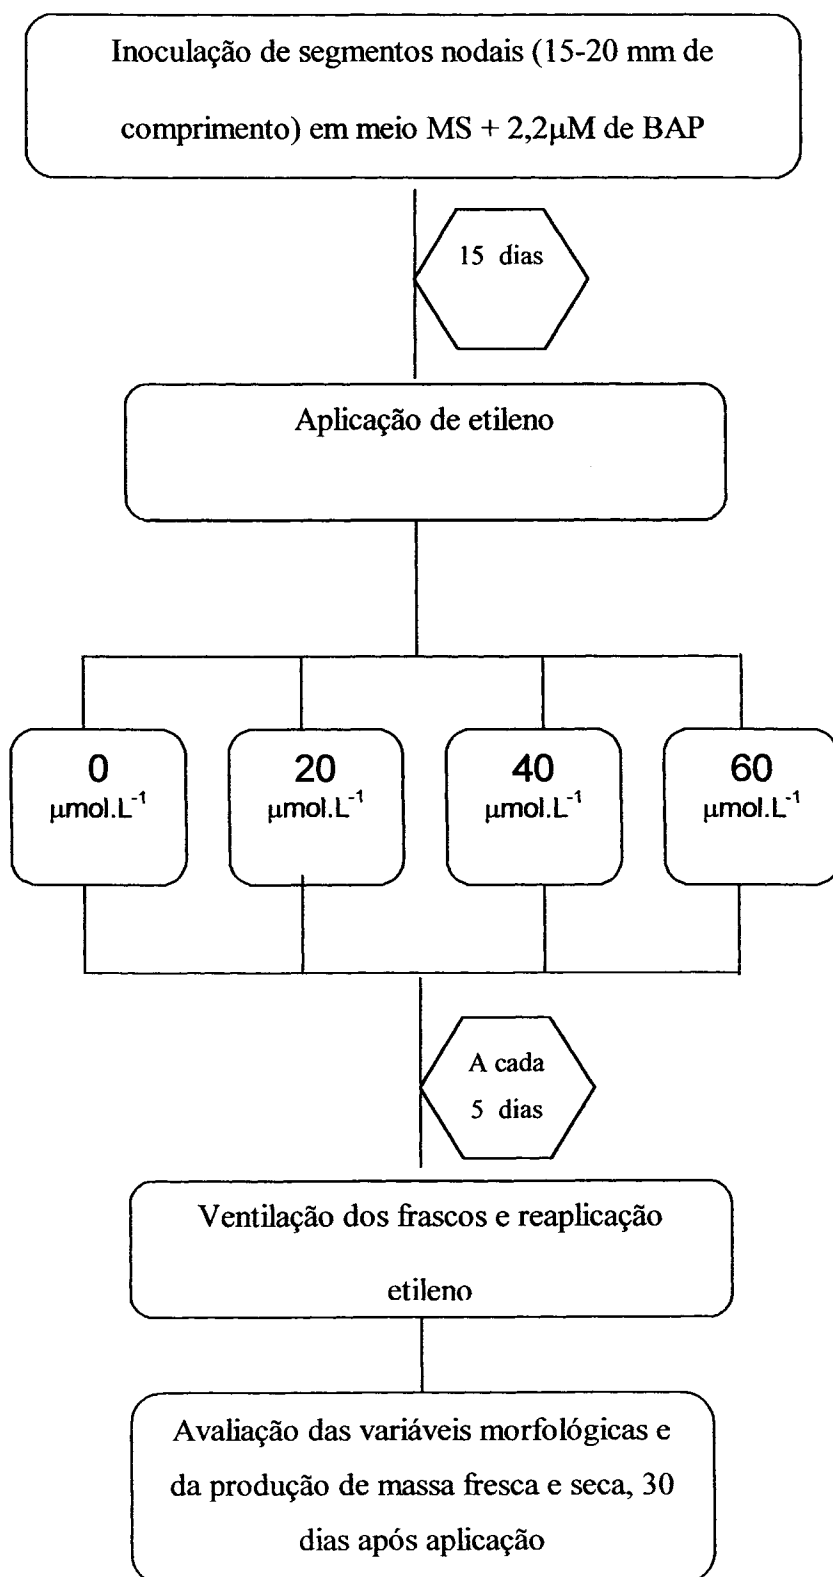 Inoculação de segmentos nodais (15-20 mm de
comprimento) em meio MS + 2,2µM de BAP
15 dias
Aplicação de etileno
0
µmol.L⁻¹
20
µmol.L⁻¹
40
µmol.L⁻¹
60
µmol.L⁻¹
A cada
5 dias
Ventilação dos frascos e reaplicação
etileno
Avaliação das variáveis morfológicas e
da produção de massa fresca e seca, 30
dias após aplicação